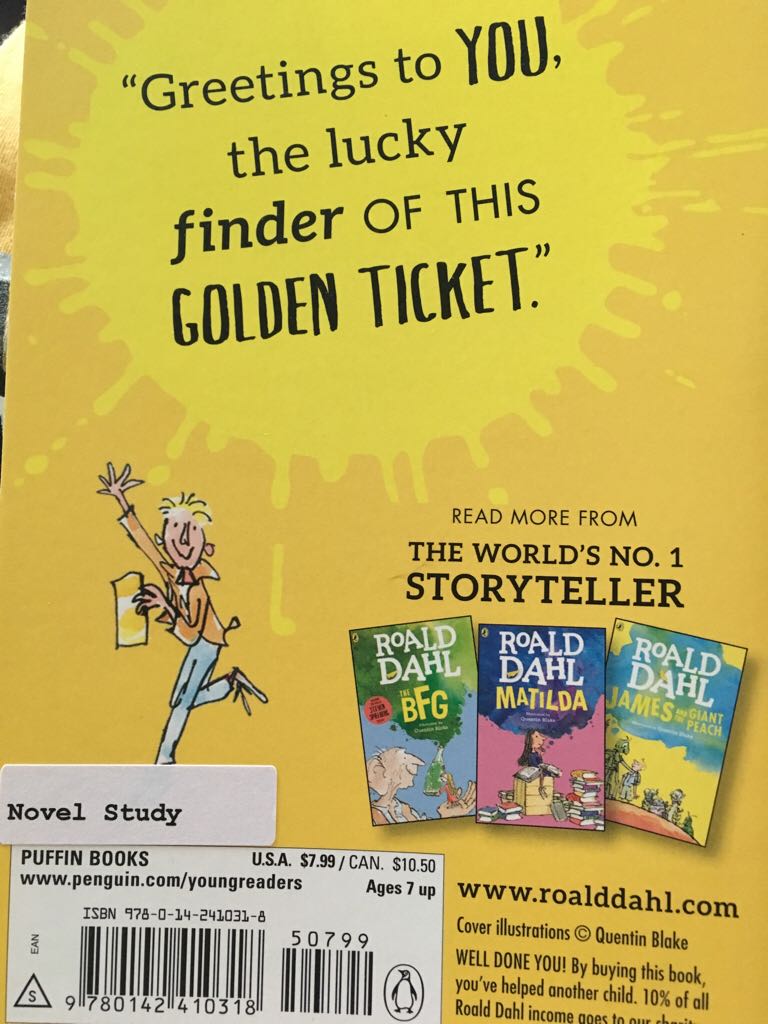 “Greetings to YOU,
the lucky
finder OF THIS
GOLDEN TICKET.”
READ MORE FROM
THE WORLD'S NO. 1
STORYTELLER
ROALD
DAHL
THE
BFG
Quentin Blake
ROALD
DAHL
MATILDA
Quentin Blake
ROALD
DAHL
JAMES AND THE GIANT
PEACH
Novel Study
PUFFIN BOOKS
U.S.A. $7.99 / CAN. $10.50
www.penguin.com/youngreaders
Ages 7 up
ISBN 978-0-14-241031-8
50799
EAN
S
9 780142 410318
www.roalddahl.com
Cover illustrations © Quentin Blake
WELL DONE YOU! By buying this book,
you've helped another child. 10% of all
Roald Dahl income goes to our